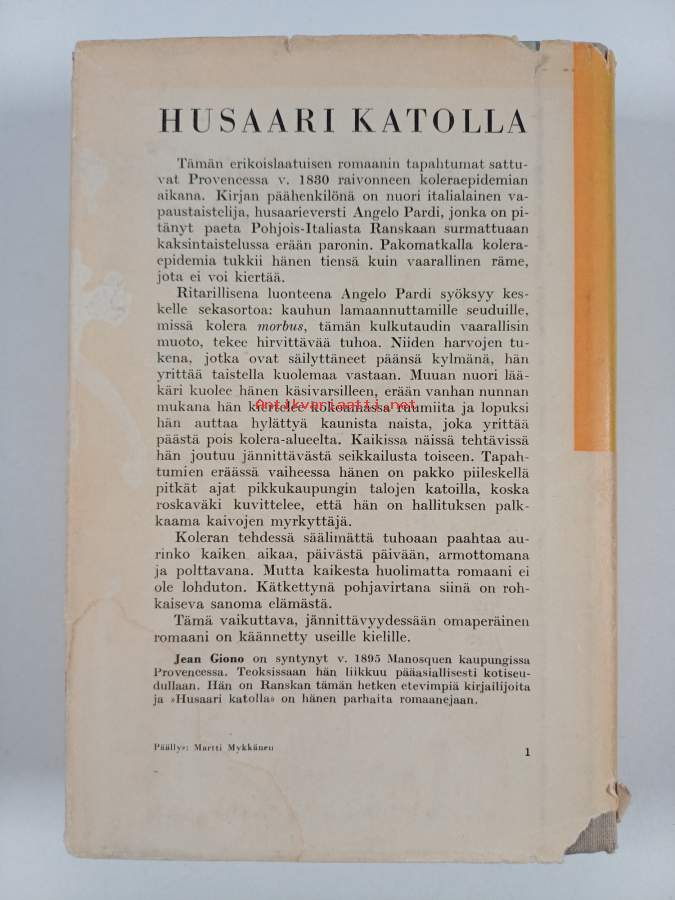 HUSAARI KATOLLA
Tämän erikoislaatuisen romaanin tapahtumat sattu-
vat Provencessa v. 1830 raivonneen koleraepidemian
aikana. Kirjan päähenkilönä on nuori italialainen va-
paustaistelija, husaarieversti Angelo Pardi, jonka on pi-
tänyt paeta Pohjois-Italiasta Ranskaan surmattuaan
kaksintaistelussa erään paronin. Pakomatkalla kolera-
epidemia tukkii hänen tiensä kuin vaarallinen räme,
jota ei voi kiertää.
Ritarillisena luonteena Angelo Pardi syöksyy kes-
kelle sekasortoa: kauhun lamaannuttamille seuduille,
missä kolera morbus, tämän kulkutaudin vaarallisin
muoto, tekee hirvittävää tuhoa. Niiden harvojen tu-
kena, jotka ovat säilyttäneet päänsä kylmänä, hän
yrittää taistella kuolemaa vastaan. Muuan nuori lää-
käri kuolee hänen käsivarsilleen, erään vanhan nunnan
Antikvariaatti.net
mukana hän kiertelee kokoamassa ruumiita ja lopuksi
hän auttaa hylättyä kaunista naista, joka yrittää
päästä pois kolera-alueelta. Kaikissa näissä tehtävissä
hän joutuu jännittävästä seikkailusta toiseen. Tapah-
tumien eräässä vaiheessa hänen on pakko piileskellä
pitkät ajat pikkukaupungin talojen katoilla, koska
roskaväki kuvittelee, että hän on hallituksen palk-
kaama kaivojen myrkyttäjä.
Koleran tehdessä säälimättä tuhoaan paahtaa au-
rinko kaiken aikaa, päivästä päivään, armottomana
ja polttavana. Mutta kaikesta huolimatta romaani ei
ole lohduton. Kätkettynä pohjavirtana siinä on roh-
kaiseva sanoma elämästä.
Tämä vaikuttava, jännittävyydessään omaperäinen
romaani on käännetty useille kielille.
Jean Giono on syntynyt v. 1895 Manosquen kaupungissa
Provencessa. Teoksissaan hän liikkuu pääasiallisesti kotiseu-
dullaan. Hän on Ranskan tämän hetken etevimpiä kirjailijoita
ja »Husaari katolla» on hänen parhaita romaanejaan.
Päällys: Martti Mykkänen
1